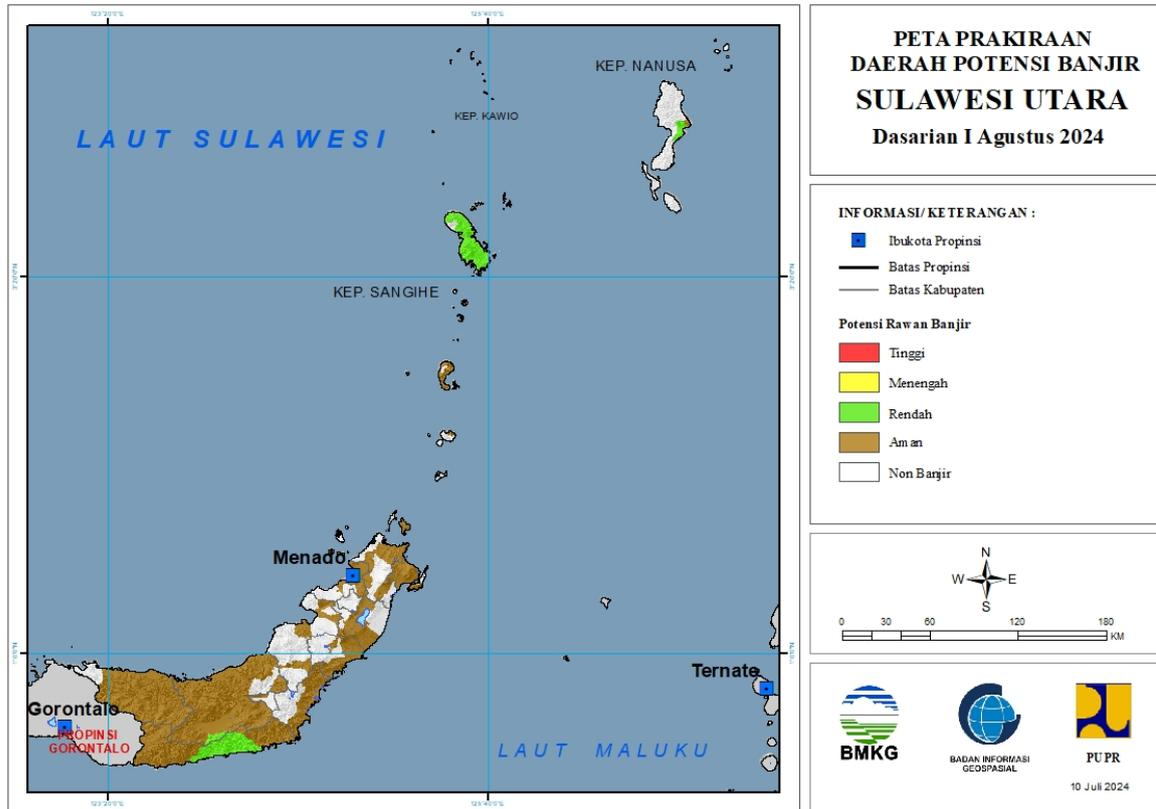 PETA PRAKIRAAN
DAERAH POTENSI BANJIR
SULAWESI UTARA
Dasarian I Agustus 2024
INFORMASI/ KETERANGAN :
Ibukota Propinsi
Batas Propinsi
Batas Kabupaten
Potensi Rawan Banjir
Tinggi
Menengah
Rendah
Aman
Non Banjir
N
W E
S
0 30 60 120 180
KM
BMKG
BADAN INFORMASI
GEOSPASIAL
PUPR
10 Juli 2024
KEP. NANUSA
KEP. KAWIO
LAUT SULAWESI
KEP. SANGIHE
Menado
Ternate
Gorontalo
PROPINSI
GORONTALO
LAUT MALUKU